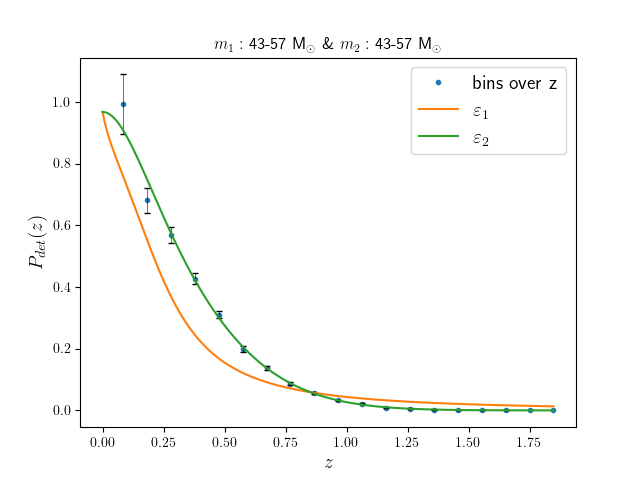 m₁ : 43-57 M☉ & m₂ : 43-57 M☉
bins over z
ε₁
ε₂
P_det(z)
1.0
0.8
0.6
0.4
0.2
0.0
0.00 0.25 0.50 0.75 1.00 1.25 1.50 1.75
z